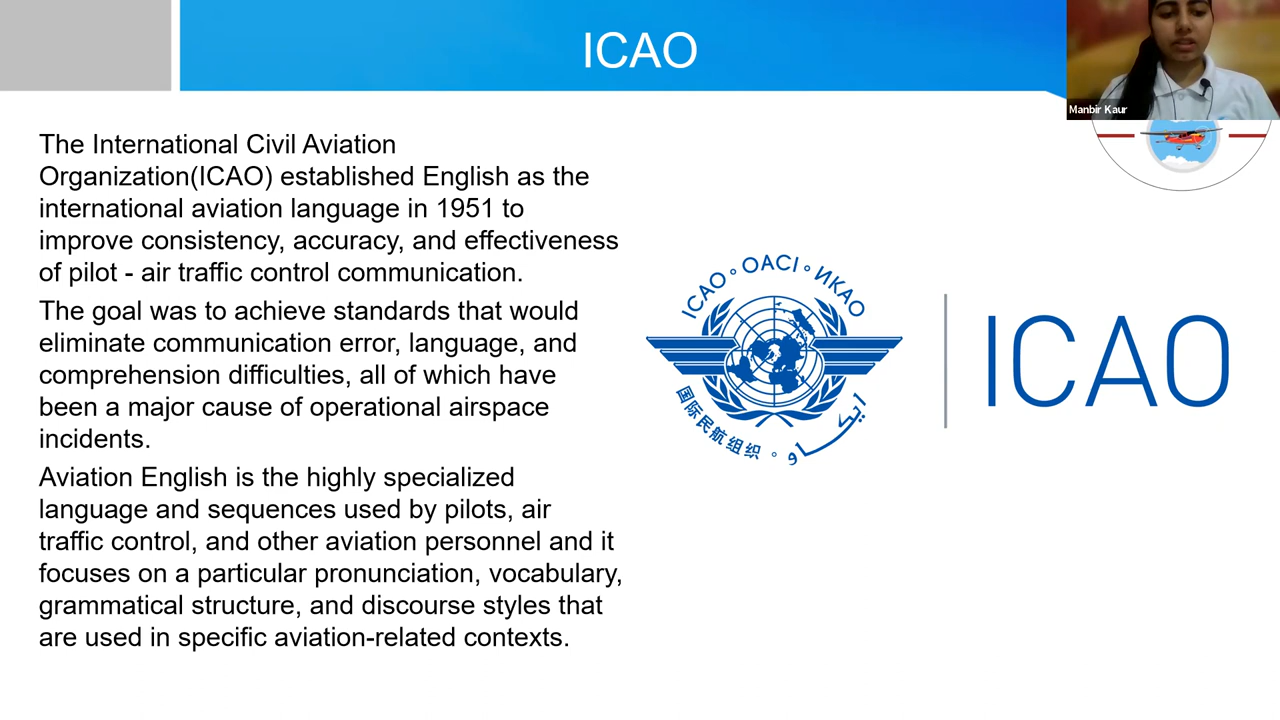 ICAO
Manbir Kaur
The International Civil Aviation
Organization(ICAO) established English as the
international aviation language in 1951 to
improve consistency, accuracy, and effectiveness
of pilot - air traffic control communication.
The goal was to achieve standards that would
eliminate communication error, language, and
comprehension difficulties, all of which have
been a major cause of operational airspace
incidents.
Aviation English is the highly specialized
language and sequences used by pilots, air
traffic control, and other aviation personnel and it
focuses on a particular pronunciation, vocabulary,
grammatical structure, and discourse styles that
are used in specific aviation-related contexts.
ICAO ° OACI ° ИКАО
国际民航组织 ° ايكاو
ICAO